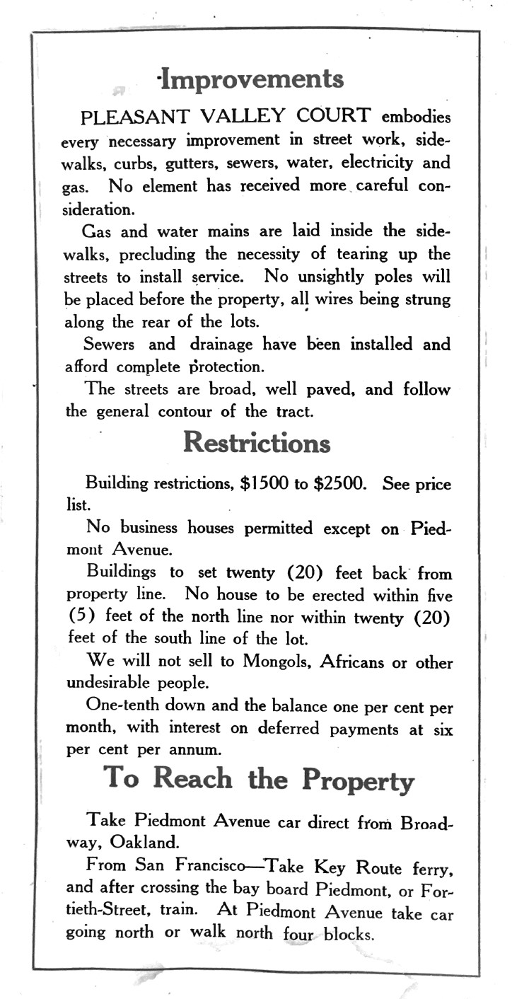 Improvements
PLEASANT VALLEY COURT embodies
every necessary improvement in street work, side-
walks, curbs, gutters, sewers, water, electricity and
gas. No element has received more careful con-
sideration.
Gas and water mains are laid inside the side-
walks, precluding the necessity of tearing up the
streets to install service. No unsightly poles will
be placed before the property, all wires being strung
along the rear of the lots.
Sewers and drainage have been installed and
afford complete protection.
The streets are broad, well paved, and follow
the general contour of the tract.
Restrictions
Building restrictions, $1500 to $2500. See price
list.
No business houses permitted except on Pied-
mont Avenue.
Buildings to set twenty (20) feet back from
property line. No house to be erected within five
(5) feet of the north line nor within twenty (20)
feet of the south line of the lot.
We will not sell to Mongols, Africans or other
undesirable people.
One-tenth down and the balance one per cent per
month, with interest on deferred payments at six
per cent per annum.
To Reach the Property
Take Piedmont Avenue car direct from Broad-
way, Oakland.
From San Francisco—Take Key Route ferry,
and after crossing the bay board Piedmont, or For-
tieth-Street, train. At Piedmont Avenue take car
going north or walk north four blocks.